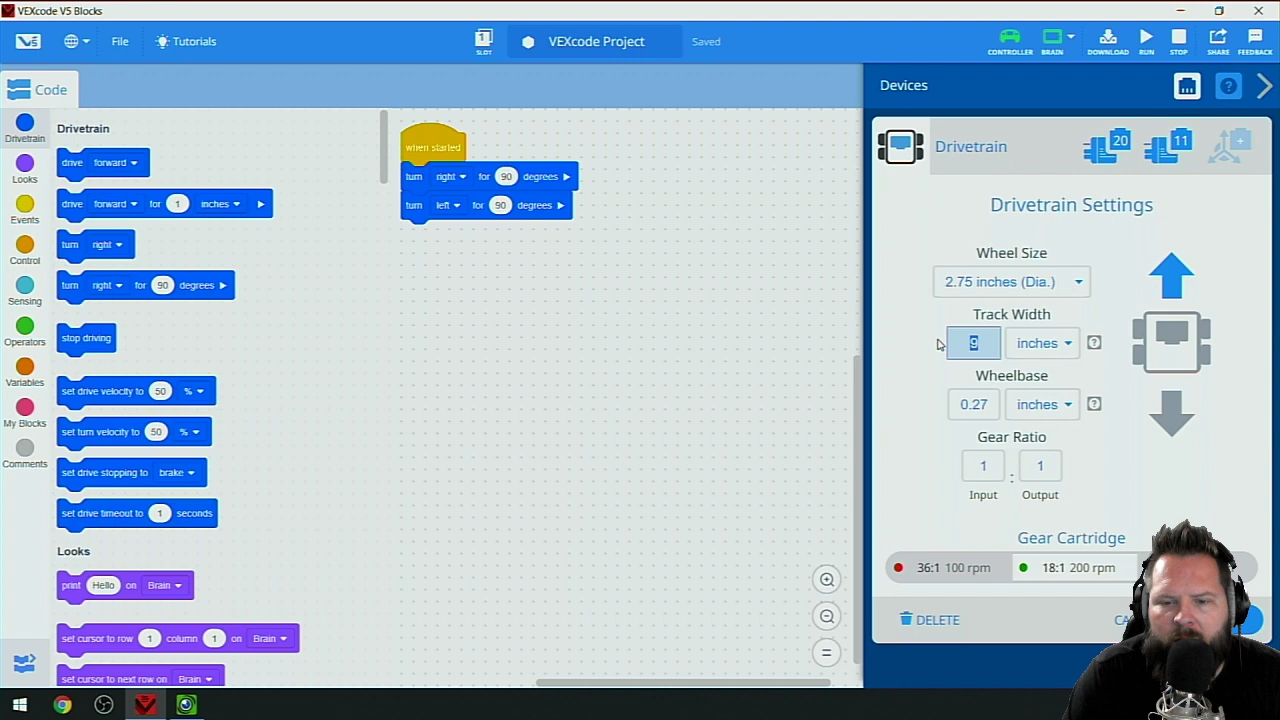 VEXcode V5 Blocks
V5 File Tutorials 1 SLOT VEXcode Project Saved CONTROLLER BRAIN DOWNLOAD RUN STOP SHARE FEEDBACK
Code
Devices ?
Drivetrain
Looks
Events
Control
Sensing
Operators
Variables
My Blocks
Comments
Drivetrain
drive forward
drive forward for 1 inches
turn right
turn right for 90 degrees
stop driving
set drive velocity to 50 %
set turn velocity to 50 %
set drive stopping to brake
set drive timeout to 1 seconds
Looks
print Hello on Brain
set cursor to row 1 column 1 on Brain
set cursor to next row on Brain
when started
turn right for 90 degrees
turn left for 90 degrees
Drivetrain 20 11 +
Drivetrain Settings
Wheel Size
2.75 inches (Dia.)
Track Width
9 inches ?
Wheelbase
0.27 inches ?
Gear Ratio
1 : 1
Input Output
Gear Cartridge
36:1 100 rpm 18:1 200 rpm
DELETE